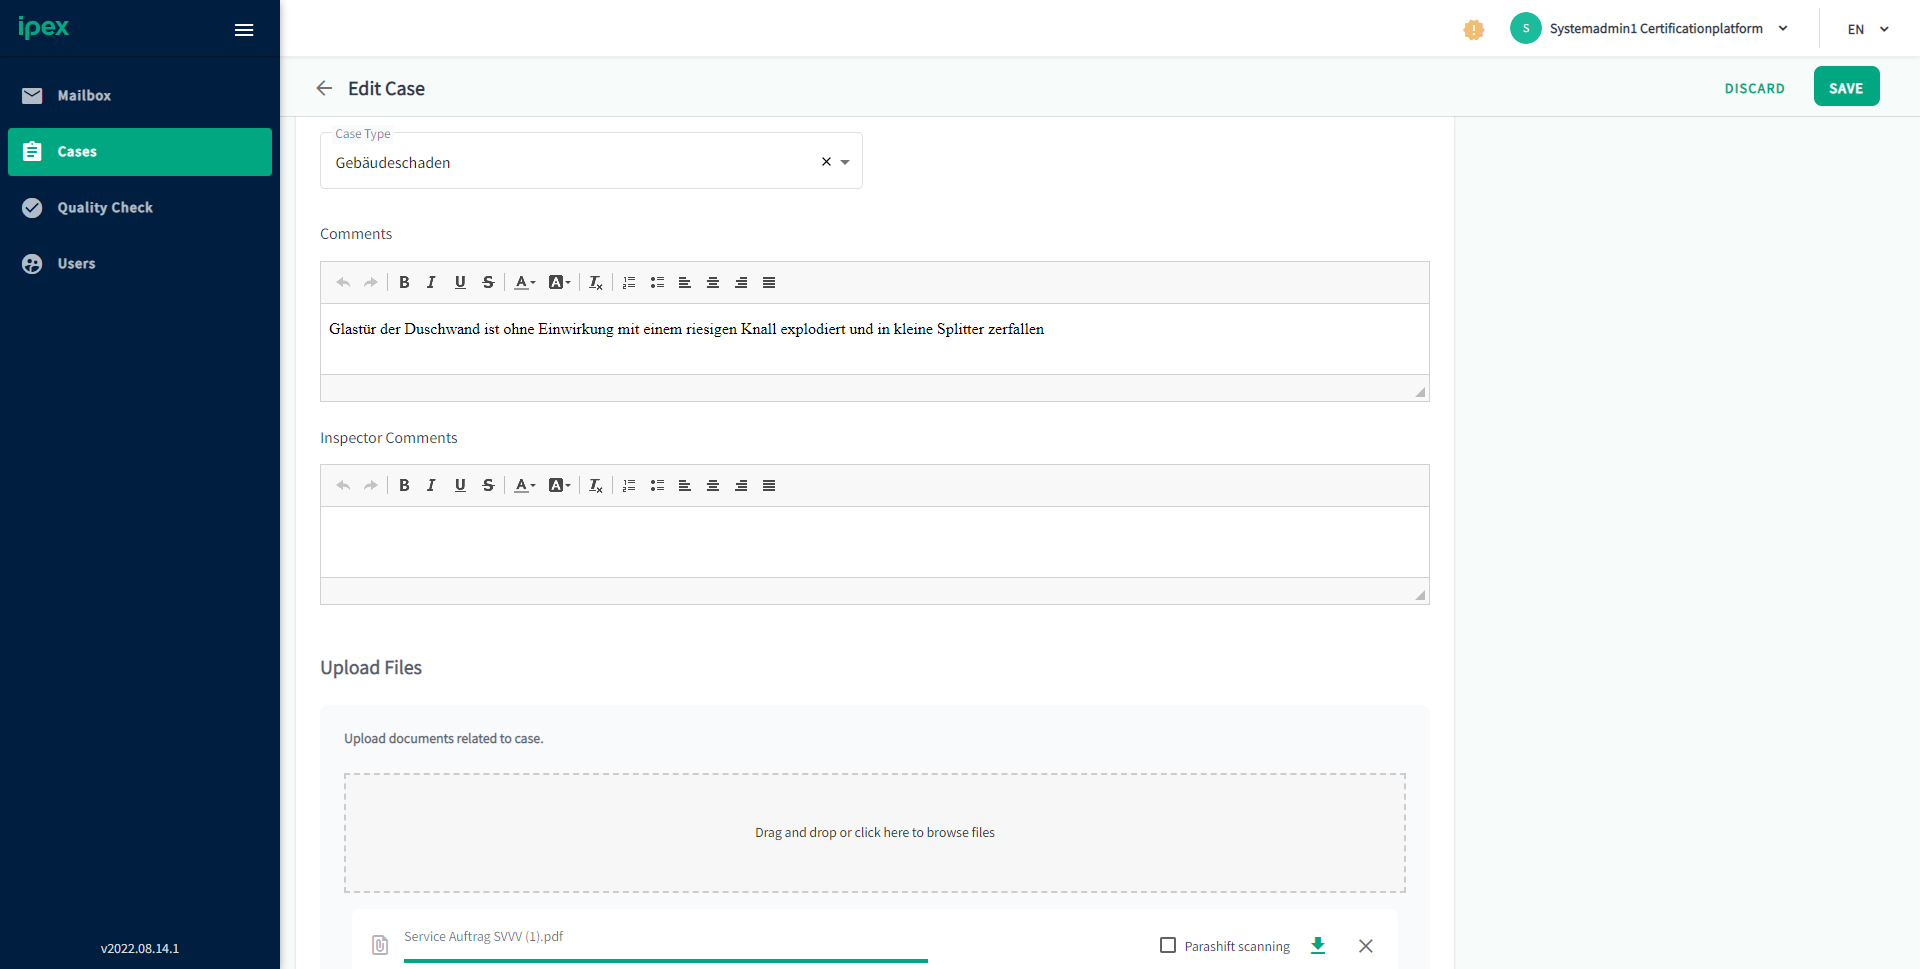 ipex
Systemadmin1 Certificationplatform
S
EN
Mailbox
Cases
Quality Check
Users
v2022.08.14.1
Edit Case
DISCARD
SAVE
Case Type
Gebäudeschaden
Comments
Glastür der Duschwand ist ohne Einwirkung mit einem riesigen Knall explodiert und in kleine Splitter zerfallen
Inspector Comments
Upload Files
Upload documents related to case.
Drag and drop or click here to browse files
Service Auftrag SVVV (1).pdf
Parashift scanning